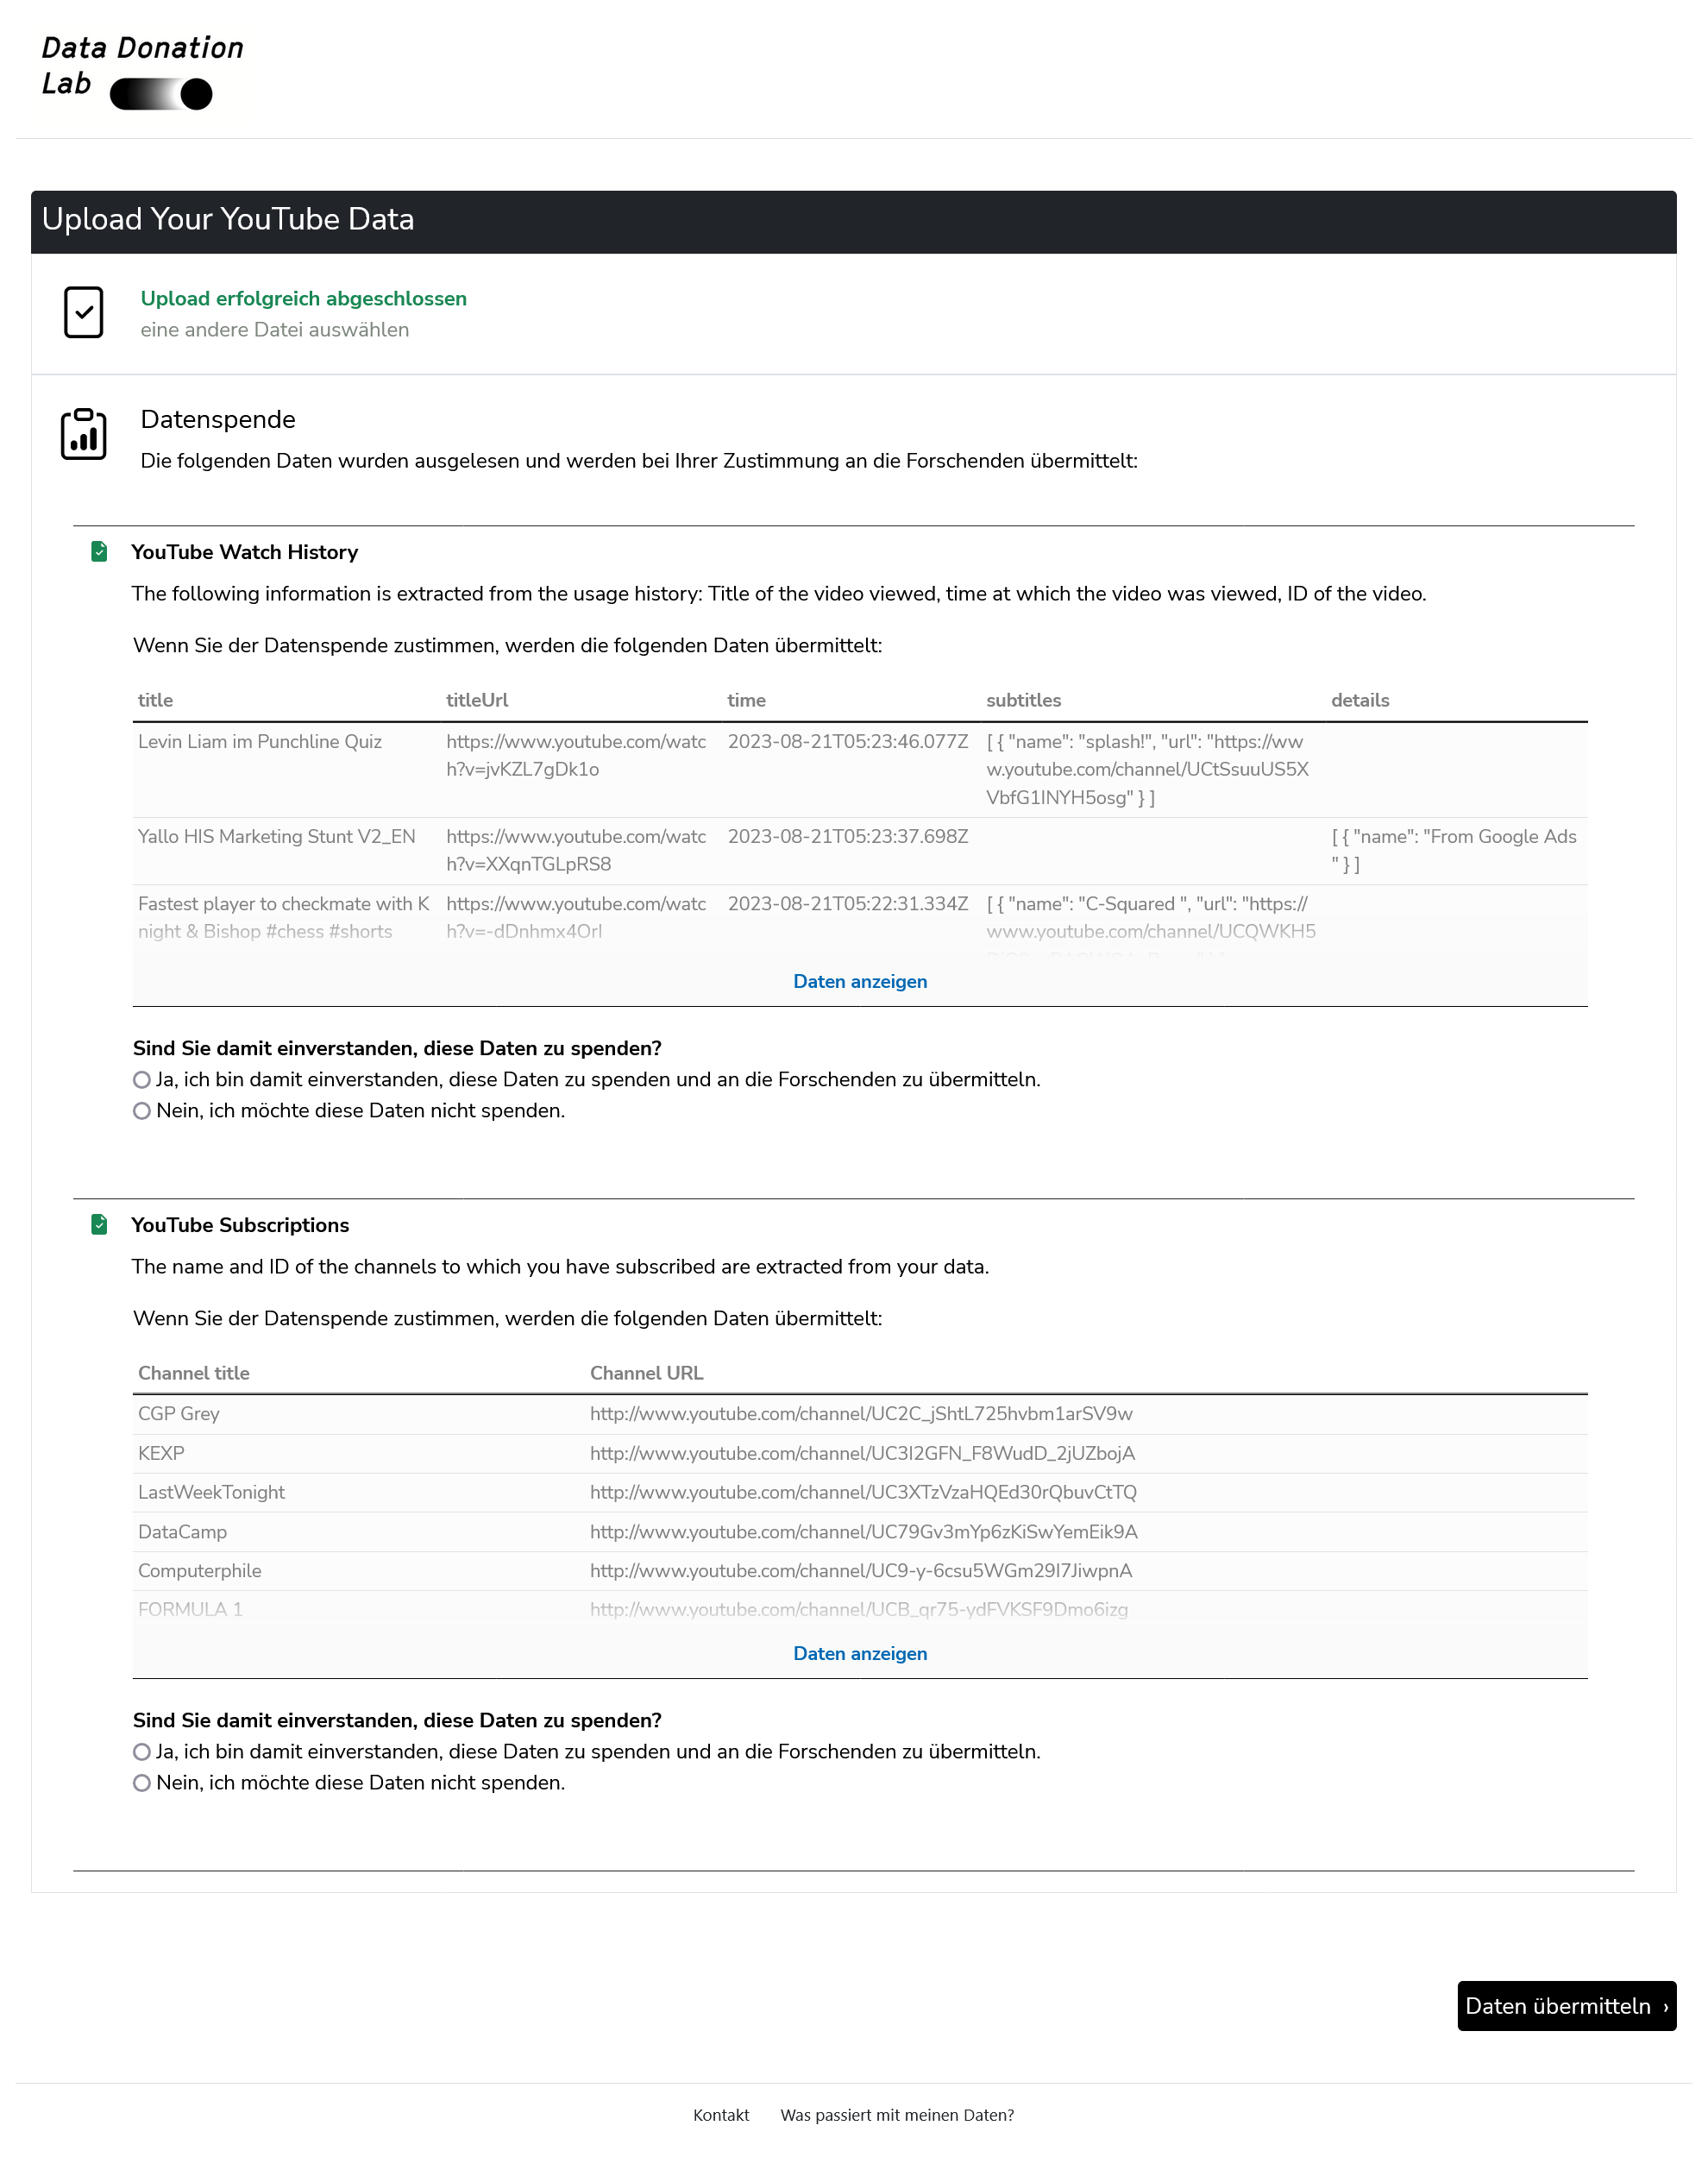 Data Donation
Lab
Upload Your YouTube Data
Upload erfolgreich abgeschlossen
eine andere Datei auswählen
Datenspende
Die folgenden Daten wurden ausgelesen und werden bei Ihrer Zustimmung an die Forschenden übermittelt:
YouTube Watch History
The following information is extracted from the usage history: Title of the video viewed, time at which the video was viewed, ID of the video.
Wenn Sie der Datenspende zustimmen, werden die folgenden Daten übermittelt:
title titleUrl time subtitles details
Levin Liam im Punchline Quiz https://www.youtube.com/watc 2023-08-21T05:23:46.077Z [ { "name": "splash!", "url": "https://ww
h?v=jvKZL7gDk1o w.youtube.com/channel/UCtSsuuUS5X
VbfG1INYH5osg" } ]
Yallo HIS Marketing Stunt V2_EN https://www.youtube.com/watc 2023-08-21T05:23:37.698Z [ { "name": "From Google Ads
h?v=XXqnTGLpRS8 " } ]
Fastest player to checkmate with K https://www.youtube.com/watc 2023-08-21T05:22:31.334Z [ { "name": "C-Squared ", "url": "https://
night & Bishop #chess #shorts h?v=-dDnhmx4OrI www.youtube.com/channel/UCQWKH5
Daten anzeigen
Sind Sie damit einverstanden, diese Daten zu spenden?
Ja, ich bin damit einverstanden, diese Daten zu spenden und an die Forschenden zu übermitteln.
Nein, ich möchte diese Daten nicht spenden.
YouTube Subscriptions
The name and ID of the channels to which you have subscribed are extracted from your data.
Wenn Sie der Datenspende zustimmen, werden die folgenden Daten übermittelt:
Channel title Channel URL
CGP Grey http://www.youtube.com/channel/UC2C_jShtL725hvbm1arSV9w
KEXP http://www.youtube.com/channel/UC3I2GFN_F8WudD_2jUZbojA
LastWeekTonight http://www.youtube.com/channel/UC3XTzVzaHQEd30rQbuvCtTQ
DataCamp http://www.youtube.com/channel/UC79Gv3mYp6zKiSwYemEik9A
Computerphile http://www.youtube.com/channel/UC9-y-6csu5WGm29I7JiwpnA
FORMULA 1 http://www.youtube.com/channel/UCB_qr75-ydFVKSF9Dmo6izg
Daten anzeigen
Sind Sie damit einverstanden, diese Daten zu spenden?
Ja, ich bin damit einverstanden, diese Daten zu spenden und an die Forschenden zu übermitteln.
Nein, ich möchte diese Daten nicht spenden.
Daten übermitteln ›
Kontakt Was passiert mit meinen Daten?